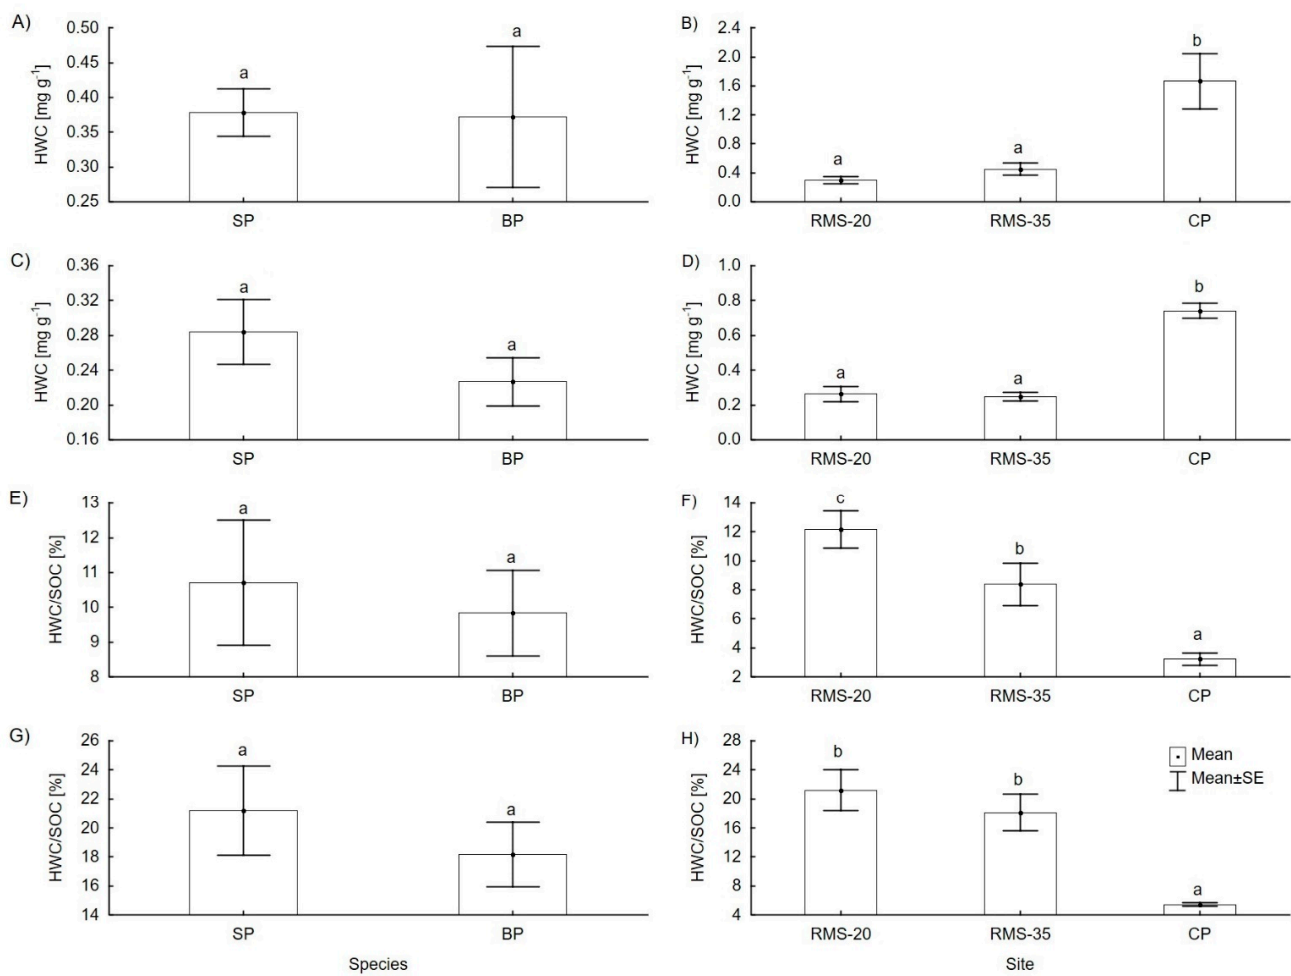 A)
HWC [mg g-1]
0.50
0.45
0.40
0.35
0.30
0.25
a
a
SP
BP
B)
HWC [mg g-1]
2.4
2.0
1.6
1.2
0.8
0.4
0.0
a
a
b
RMS-20
RMS-35
CP
C)
HWC [mg g-1]
0.36
0.32
0.28
0.24
0.20
0.16
a
a
SP
BP
D)
HWC [mg g-1]
1.0
0.8
0.6
0.4
0.2
0.0
a
a
b
RMS-20
RMS-35
CP
E)
HWC/SOC [%]
13
12
11
10
9
8
a
a
SP
BP
F)
HWC/SOC [%]
14
12
10
8
6
4
2
c
b
a
RMS-20
RMS-35
CP
G)
HWC/SOC [%]
26
24
22
20
18
16
14
a
a
SP
BP
Species
H)
HWC/SOC [%]
28
24
20
16
12
8
4
b
b
a
Mean
Mean±SE
RMS-20
RMS-35
CP
Site